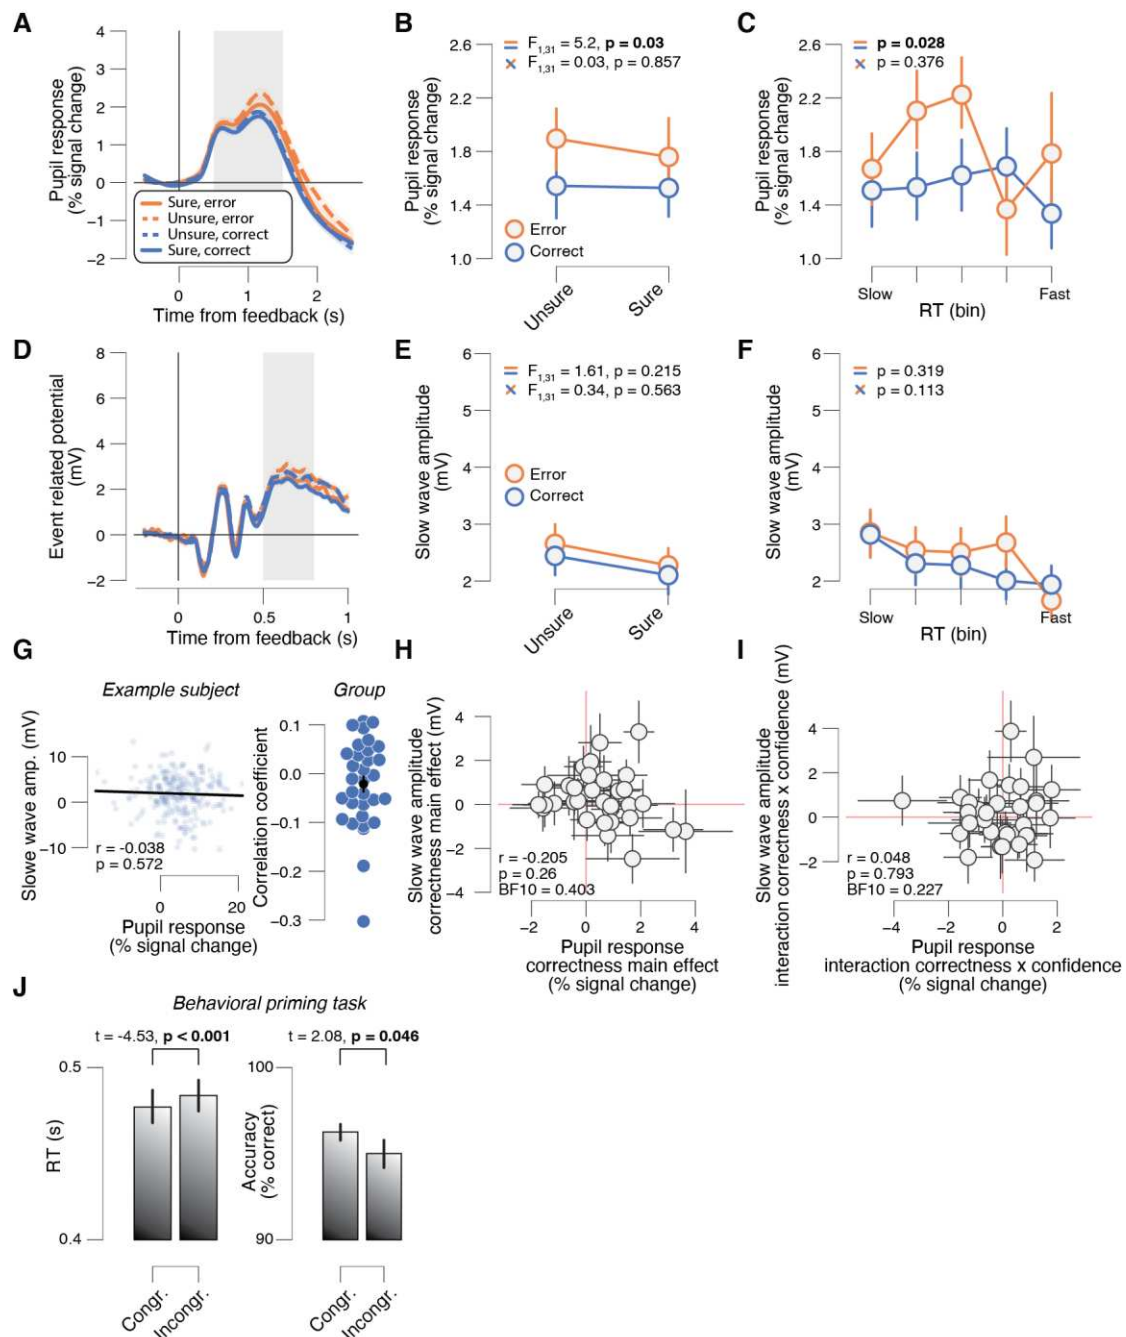 A
Pupil response
(% signal change)
4
3
2
1
0
−1
−2
Sure, error
Unsure, error
Unsure, correct
Sure, correct
0
1
2
Time from feedback (s)
B
F1,31 = 5.2, p = 0.03
F1,31 = 0.03, p = 0.857
Pupil response
(% signal change)
2.6
2.2
1.8
1.4
1.0
Error
Correct
Unsure
Sure
C
p = 0.028
p = 0.376
Pupil response
(% signal change)
2.6
2.2
1.8
1.4
1.0
Slow
Fast
RT (bin)
D
Event related potential
(mV)
8
6
4
2
0
−2
0
0.5
1
Time from feedback (s)
E
F1,31 = 1.61, p = 0.215
F1,31 = 0.34, p = 0.563
Slow wave amplitude
(mV)
6
5
4
3
2
Error
Correct
Unsure
Sure
F
p = 0.319
p = 0.113
Slow wave amplitude
(mV)
6
5
4
3
2
Slow
Fast
RT (bin)
G
Example subject
Slowe wave amp. (mV)
10
0
−10
r = -0.038
p = 0.572
0
20
Pupil response
(% signal change)
Group
Correlation coefficient
0.1
0.0
−0.1
−0.2
−0.3
H
Slow wave amplitude
correctness main effect (mV)
4
2
0
−2
−4
r = -0.205
p = 0.26
BF10 = 0.403
−2
0
2
4
Pupil response
correctness main effect
(% signal change)
I
Slow wave amplitude
interaction correctness x confidence (mV)
4
2
0
−2
r = 0.048
p = 0.793
BF10 = 0.227
−4
−2
0
2
Pupil response
interaction correctness x confidence
(% signal change)
J
Behavioral priming task
t = -4.53, p < 0.001
RT (s)
0.5
0.4
Congr.
Incongr.
t = 2.08, p = 0.046
Accuracy
(% correct)
100
90
Congr.
Incongr.